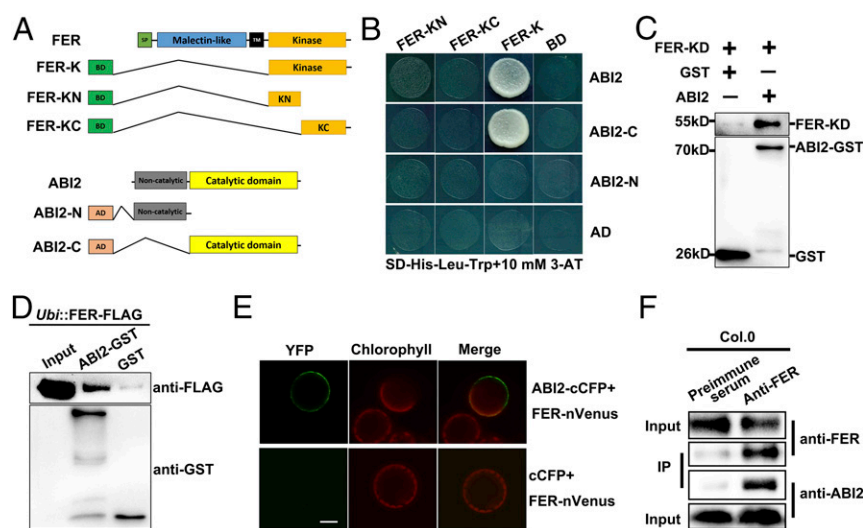 A
FER
SP
Malectin-like
TM
Kinase
FER-K
BD
Kinase
FER-KN
BD
KN
FER-KC
BD
KC
ABI2
Non-catalytic
Catalytic domain
ABI2-N
AD
Non-catalytic
ABI2-C
AD
Catalytic domain
B
FER-KN
FER-KC
FER-K
BD
ABI2
ABI2-C
ABI2-N
AD
SD-His-Leu-Trp+10 mM 3-AT
C
FER-KD + +
GST + −
ABI2 − +
55kD
FER-KD
70kD
ABI2-GST
26kD
GST
D
Ubi::FER-FLAG
Input
ABI2-GST
GST
anti-FLAG
anti-GST
E
YFP
Chlorophyll
Merge
ABI2-cCFP+
FER-nVenus
cCFP+
FER-nVenus
F
Col.0
Preimmune
serum
Anti-FER
Input
anti-FER
IP
anti-ABI2
Input